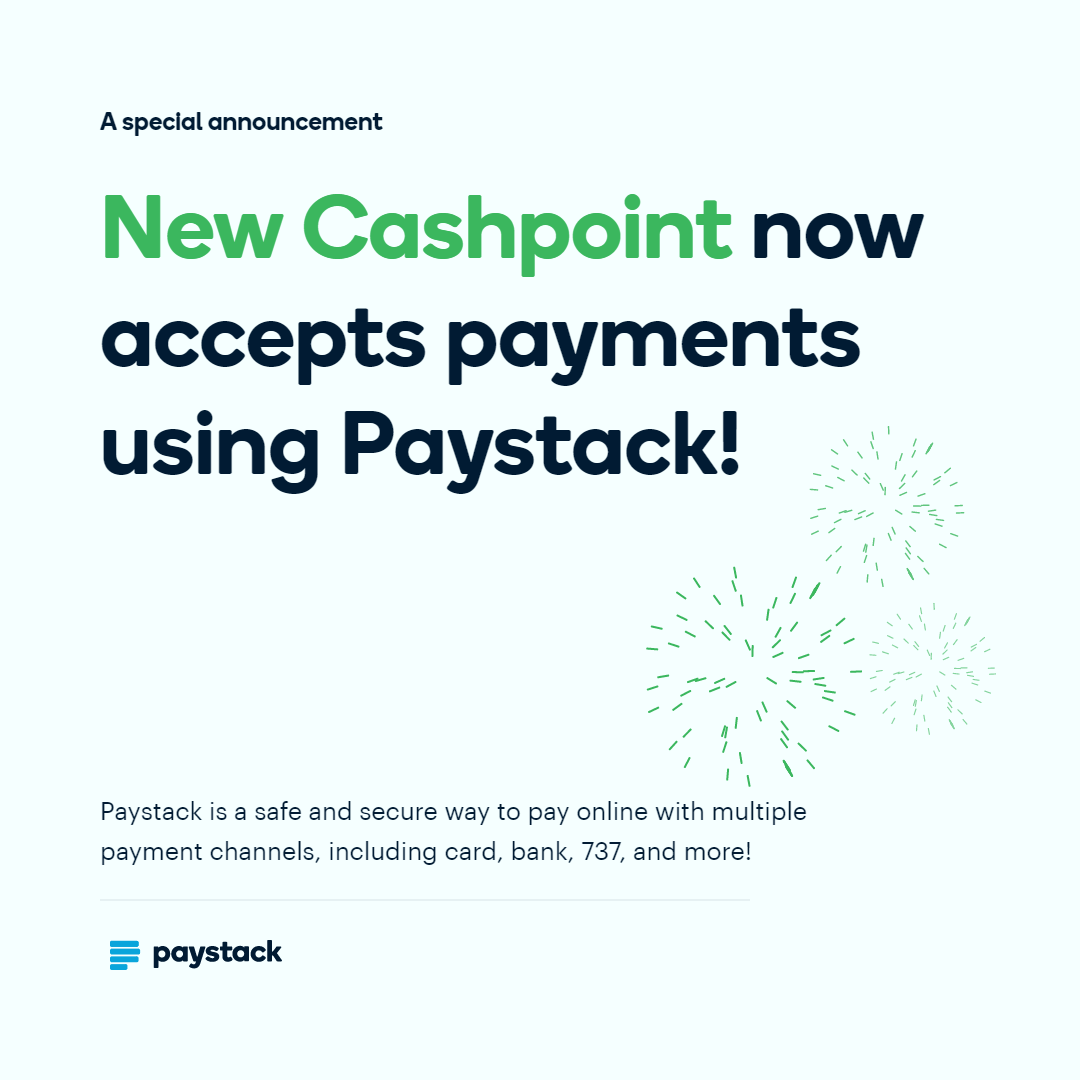 A special announcement
New Cashpoint now
accepts payments
using Paystack!
Paystack is a safe and secure way to pay online with multiple
payment channels, including card, bank, 737, and more!
paystack